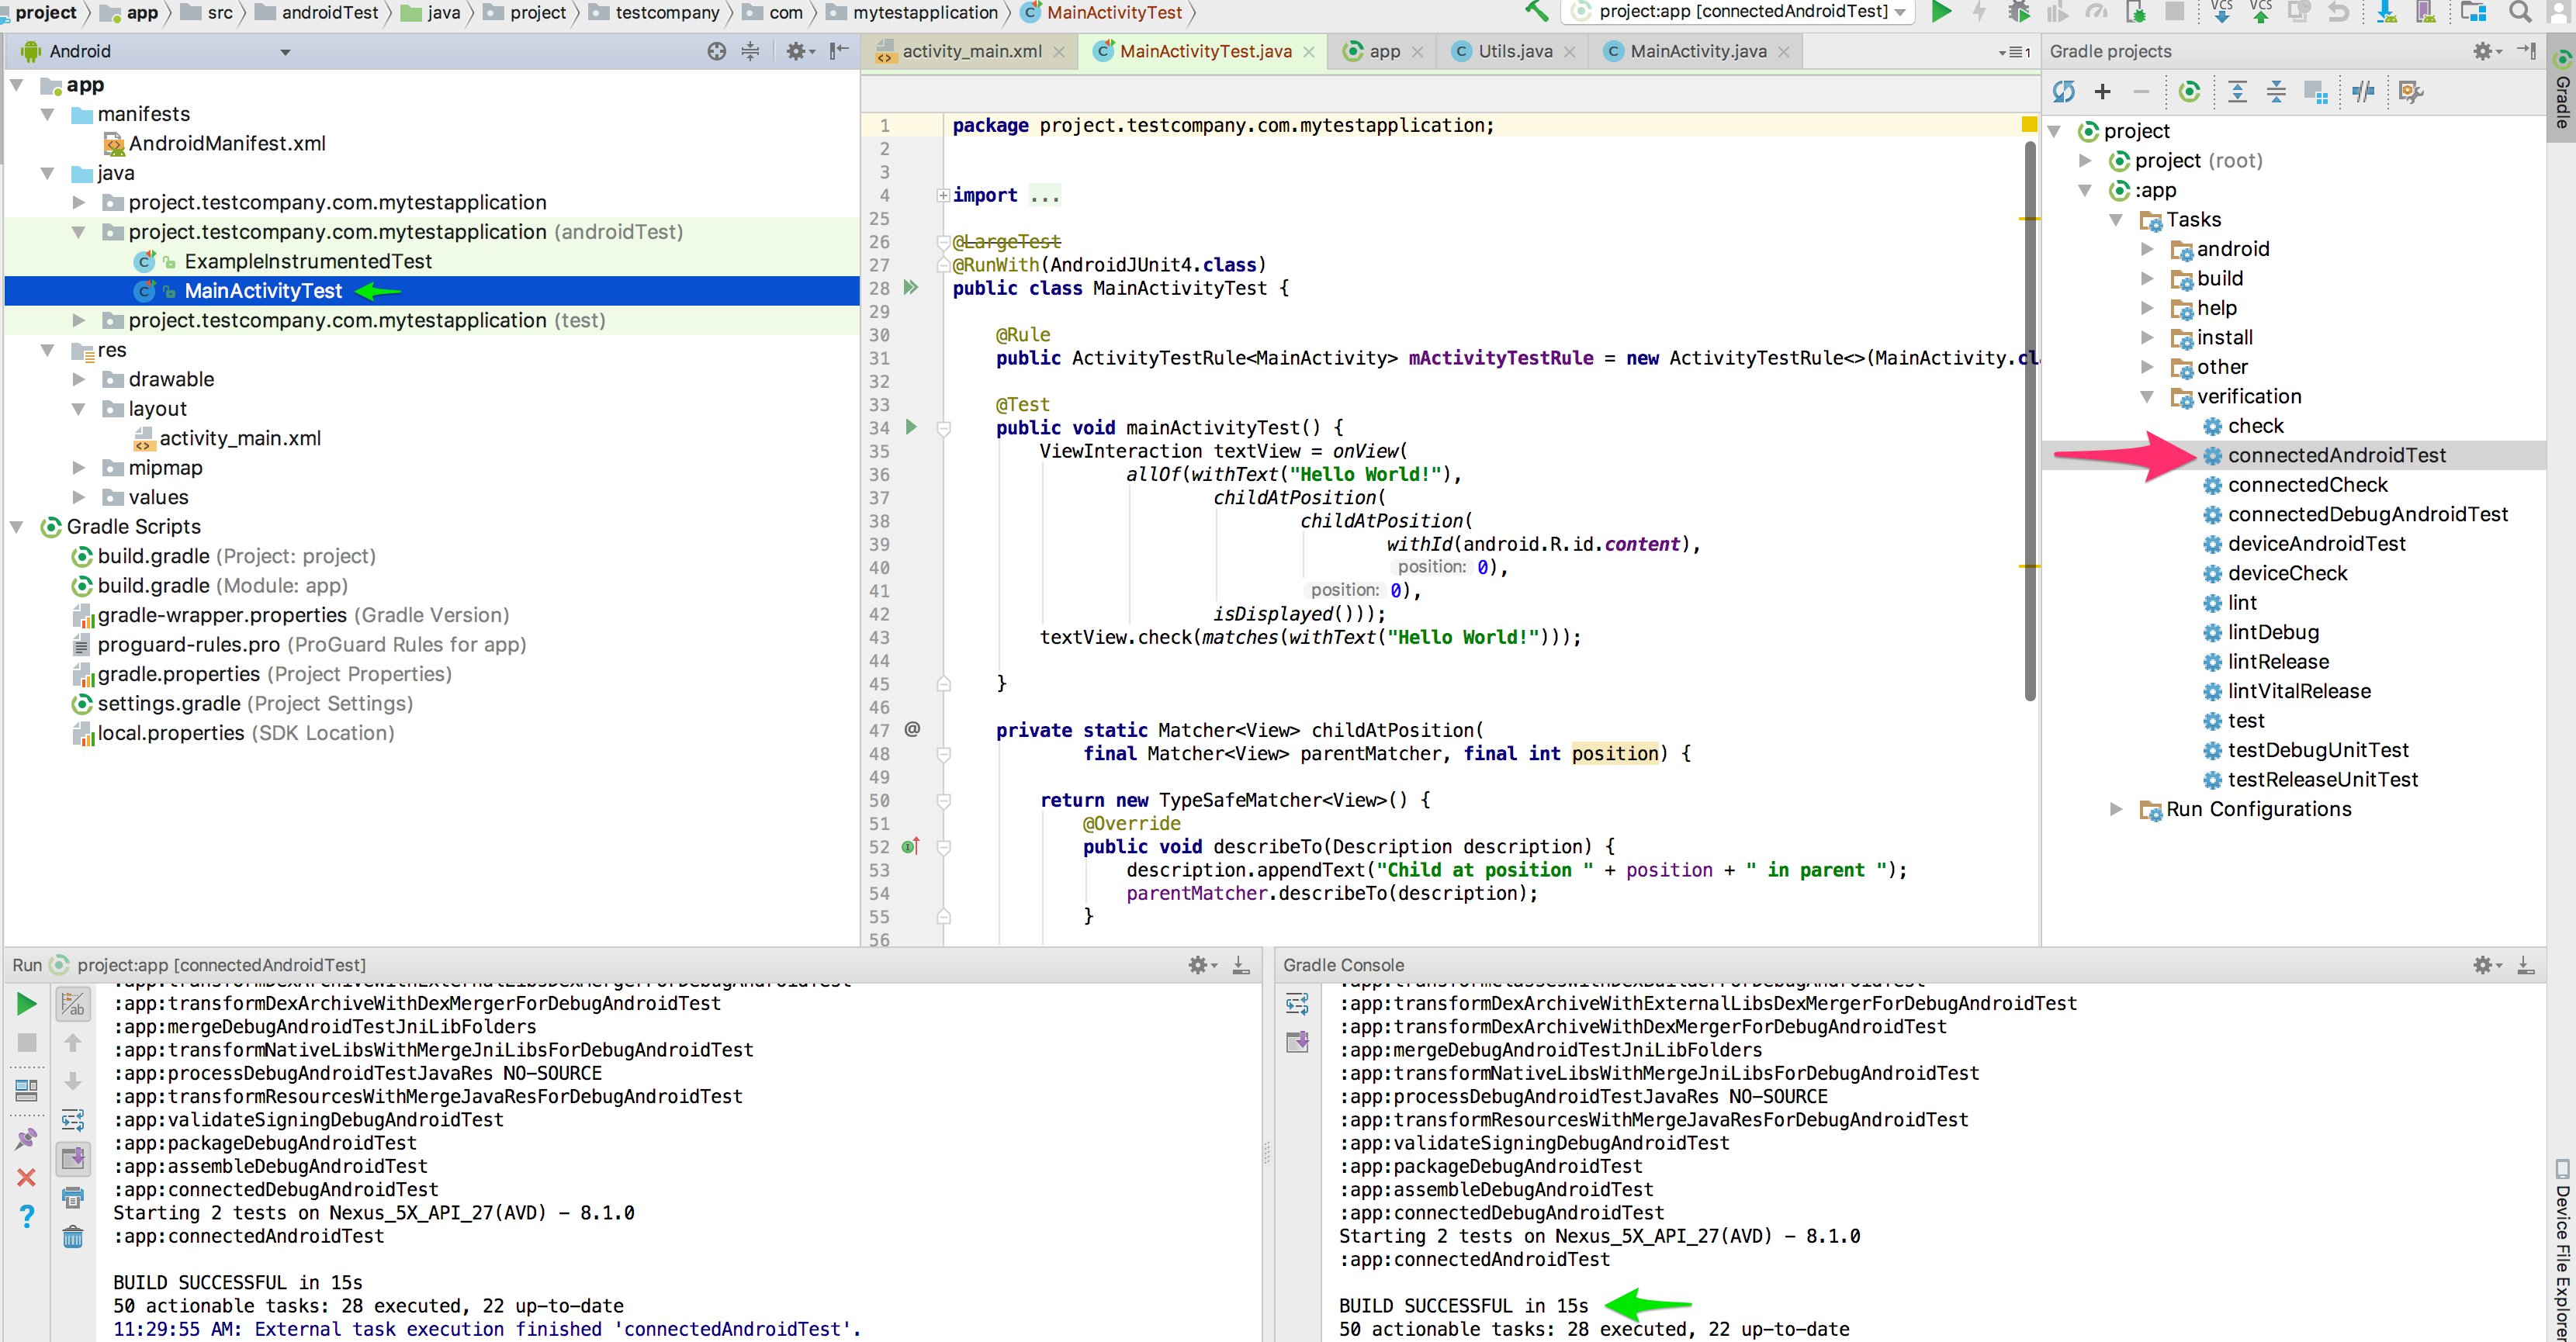 project app src androidTest java project testcompany com mytestapplication MainActivityTest
project:app [connectedAndroidTest]
VCS VCS
Android
activity_main.xml MainActivityTest.java app Utils.java MainActivity.java
1
Gradle projects
app
manifests
AndroidManifest.xml
java
project.testcompany.com.mytestapplication
project.testcompany.com.mytestapplication (androidTest)
ExampleInstrumentedTest
MainActivityTest
project.testcompany.com.mytestapplication (test)
res
drawable
layout
activity_main.xml
mipmap
values
Gradle Scripts
build.gradle (Project: project)
build.gradle (Module: app)
gradle-wrapper.properties (Gradle Version)
proguard-rules.pro (ProGuard Rules for app)
gradle.properties (Project Properties)
settings.gradle (Project Settings)
local.properties (SDK Location)
1 package project.testcompany.com.mytestapplication;
2
3
4 import ...
25
26 @LargeTest
27 @RunWith(AndroidJUnit4.class)
28 public class MainActivityTest {
29
30 @Rule
31 public ActivityTestRule<MainActivity> mActivityTestRule = new ActivityTestRule<>(MainActivity.cl
32
33 @Test
34 public void mainActivityTest() {
35 ViewInteraction textView = onView(
36 allOf(withText("Hello World!"),
37 childAtPosition(
38 childAtPosition(
39 withId(android.R.id.content),
40 position: 0),
41 position: 0),
42 isDisplayed()));
43 textView.check(matches(withText("Hello World!")));
44
45 }
46
47 @ private static Matcher<View> childAtPosition(
48 final Matcher<View> parentMatcher, final int position) {
49
50 return new TypeSafeMatcher<View>() {
51 @Override
52 public void describeTo(Description description) {
53 description.appendText("Child at position " + position + " in parent ");
54 parentMatcher.describeTo(description);
55 }
56
project
project (root)
:app
Tasks
android
build
help
install
other
verification
check
connectedAndroidTest
connectedCheck
connectedDebugAndroidTest
deviceAndroidTest
deviceCheck
lint
lintDebug
lintRelease
lintVitalRelease
test
testDebugUnitTest
testReleaseUnitTest
Run Configurations
Gradle
Device File Explorer
Run project:app [connectedAndroidTest]
:app:transformDexArchiveWithExternalLibsDexMergerForDebugAndroidTest
:app:transformDexArchiveWithDexMergerForDebugAndroidTest
:app:mergeDebugAndroidTestJniLibFolders
:app:transformNativeLibsWithMergeJniLibsForDebugAndroidTest
:app:processDebugAndroidTestJavaRes NO-SOURCE
:app:transformResourcesWithMergeJavaResForDebugAndroidTest
:app:validateSigningDebugAndroidTest
:app:packageDebugAndroidTest
:app:assembleDebugAndroidTest
:app:connectedDebugAndroidTest
Starting 2 tests on Nexus_5X_API_27(AVD) - 8.1.0
:app:connectedAndroidTest
BUILD SUCCESSFUL in 15s
50 actionable tasks: 28 executed, 22 up-to-date
11:29:55 AM: External task execution finished 'connectedAndroidTest'.
Gradle Console
:app:transformClassesWithDexBuilderForDebugAndroidTest
:app:transformDexArchiveWithExternalLibsDexMergerForDebugAndroidTest
:app:transformDexArchiveWithDexMergerForDebugAndroidTest
:app:mergeDebugAndroidTestJniLibFolders
:app:transformNativeLibsWithMergeJniLibsForDebugAndroidTest
:app:processDebugAndroidTestJavaRes NO-SOURCE
:app:transformResourcesWithMergeJavaResForDebugAndroidTest
:app:validateSigningDebugAndroidTest
:app:packageDebugAndroidTest
:app:assembleDebugAndroidTest
:app:connectedDebugAndroidTest
Starting 2 tests on Nexus_5X_API_27(AVD) - 8.1.0
:app:connectedAndroidTest
BUILD SUCCESSFUL in 15s
50 actionable tasks: 28 executed, 22 up-to-date